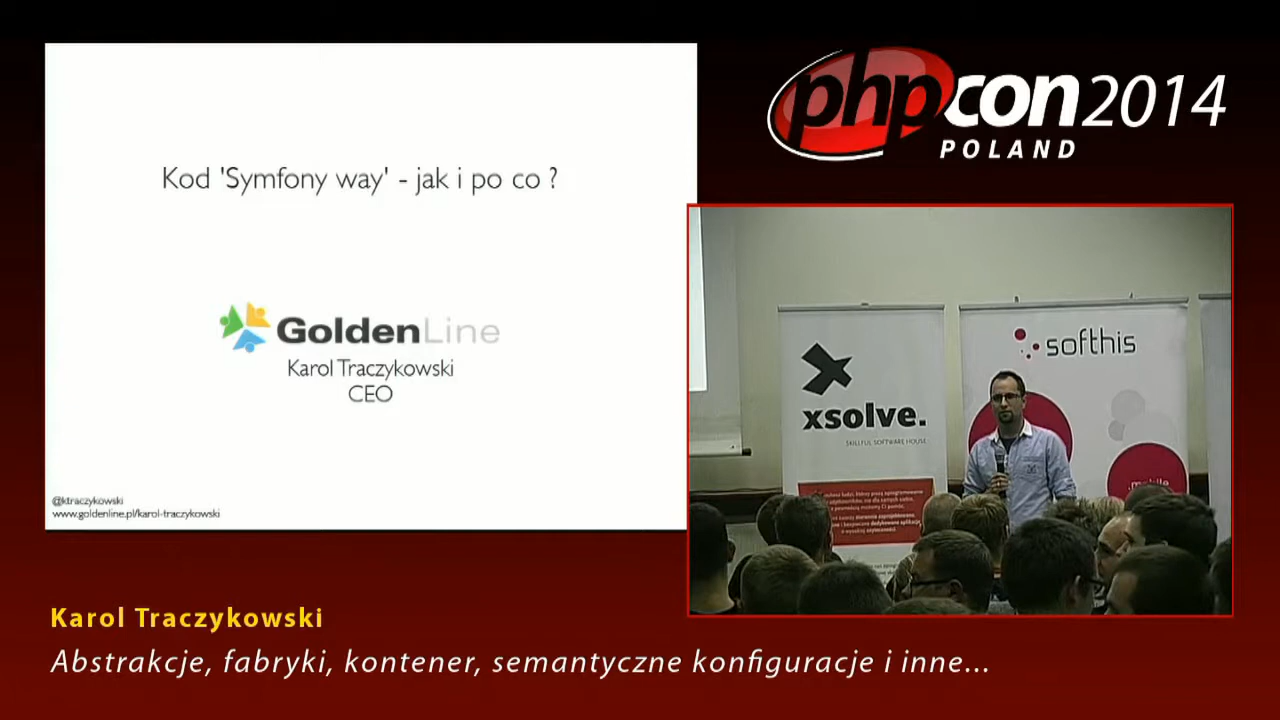 Kod 'Symfony way' - jak i po co ?
GoldenLine
Karol Traczykowski
CEO
@ktraczykowski
www.goldenline.pl/karol-traczykowski
phpcon2014
POLAND
xsolve.
SKILLFUL SOFTWARE HOUSE
softhis
.mobile
Karol Traczykowski
Abstrakcje, fabryki, kontener, semantyczne konfiguracje i inne...